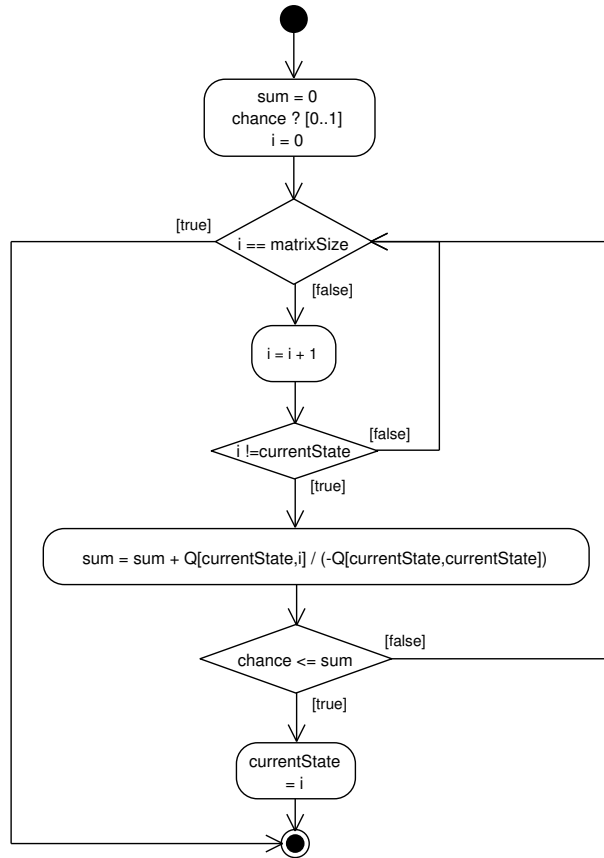 sum = 0
chance ? [0..1]
i = 0
[true]
i == matrixSize
[false]
i = i + 1
[false]
i !=currentState
[true]
sum = sum + Q[currentState,i] / (-Q[currentState,currentState])
[false]
chance <= sum
[true]
currentState
= i